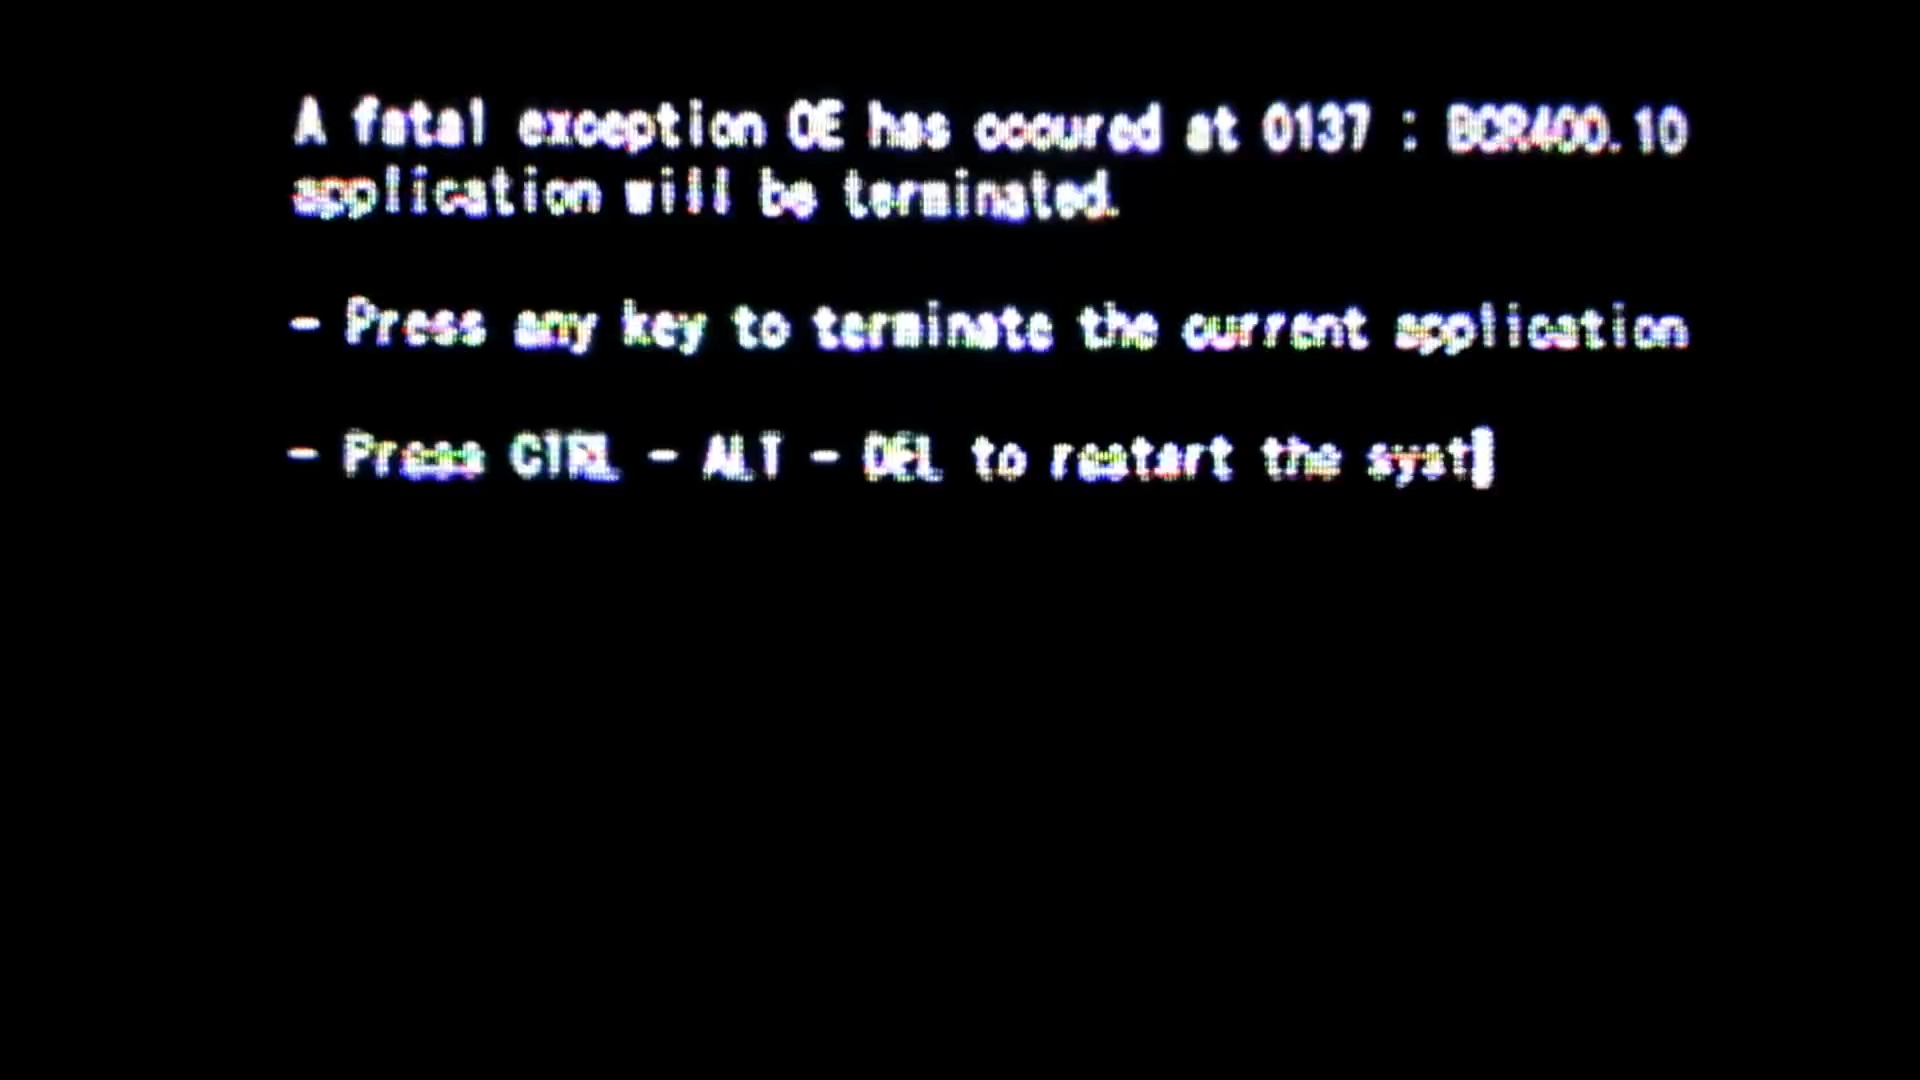 A fatal exception OE has occured at 0137 : BCR400.10
application will be terminated.
- Press any key to terminate the current application
- Press CTRL - ALT - DEL to restart the syst